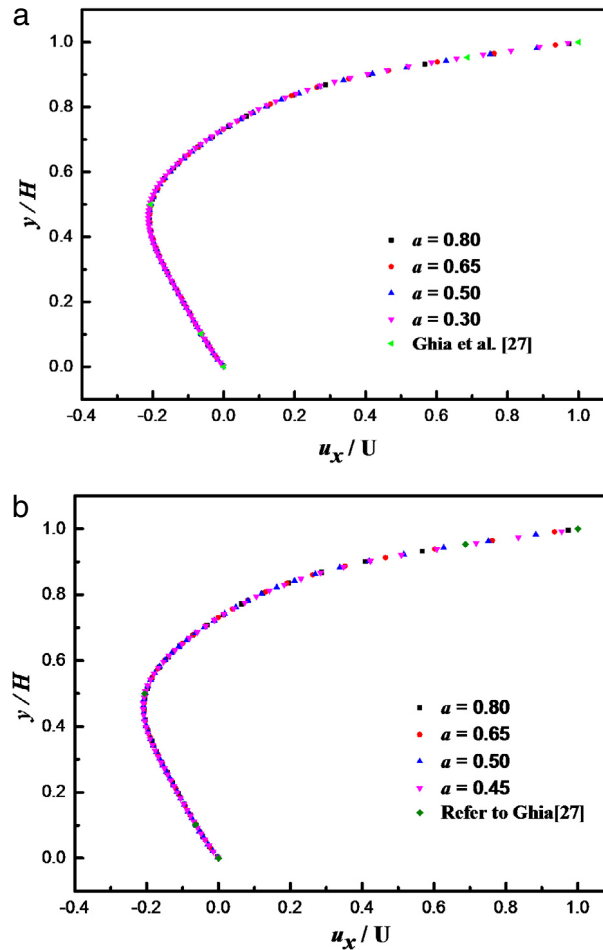 a
1.0
0.8
0.6
0.4
0.2
0.0
y / H
a = 0.80
a = 0.65
a = 0.50
a = 0.30
Ghia et al. [27]
-0.4 -0.2 0.0 0.2 0.4 0.6 0.8 1.0
ux / U
b
1.0
0.8
0.6
0.4
0.2
0.0
y / H
a = 0.80
a = 0.65
a = 0.50
a = 0.45
Refer to Ghia[27]
-0.4 -0.2 0.0 0.2 0.4 0.6 0.8 1.0
ux / U